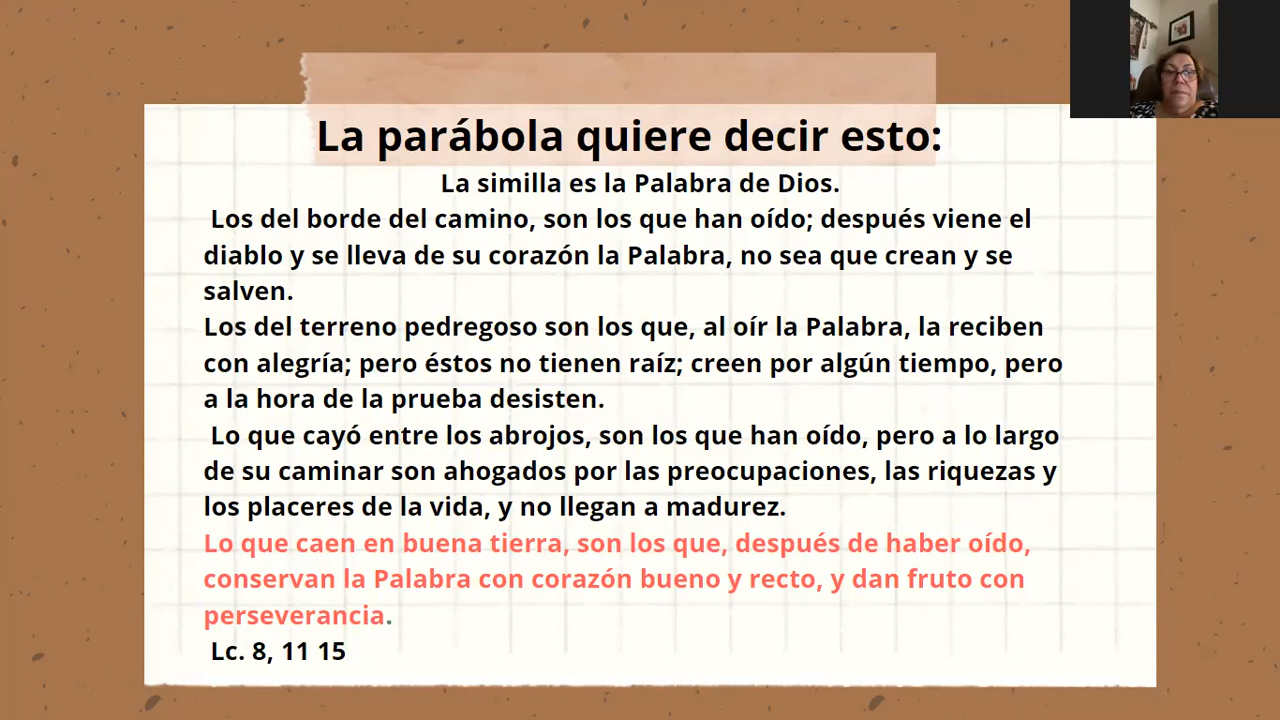 La parábola quiere decir esto:
La similla es la Palabra de Dios.
Los del borde del camino, son los que han oído; después viene el
diablo y se lleva de su corazón la Palabra, no sea que crean y se
salven.
Los del terreno pedregoso son los que, al oír la Palabra, la reciben
con alegría; pero éstos no tienen raíz; creen por algún tiempo, pero
a la hora de la prueba desisten.
Lo que cayó entre los abrojos, son los que han oído, pero a lo largo
de su caminar son ahogados por las preocupaciones, las riquezas y
los placeres de la vida, y no llegan a madurez.
Lo que caen en buena tierra, son los que, después de haber oído,
conservan la Palabra con corazón bueno y recto, y dan fruto con
perseverancia.
Lc. 8, 11 15